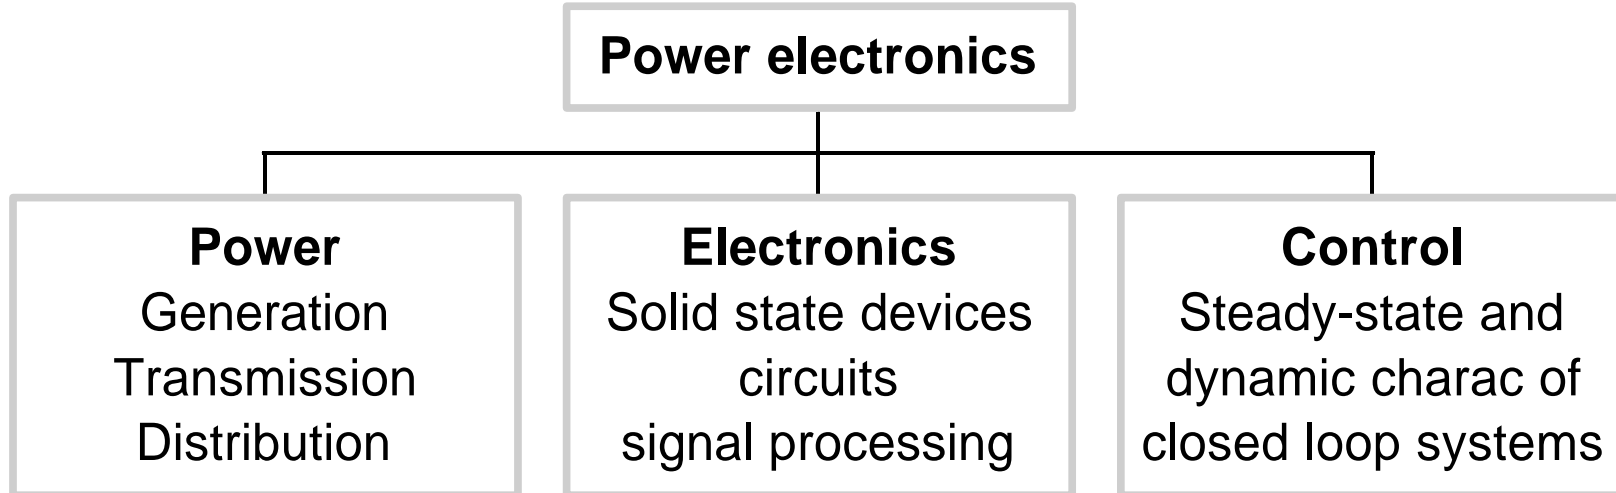 Power electronics
Power
Generation
Transmission
Distribution
Electronics
Solid state devices
circuits
signal processing
Control
Steady-state and
dynamic charac of
closed loop systems